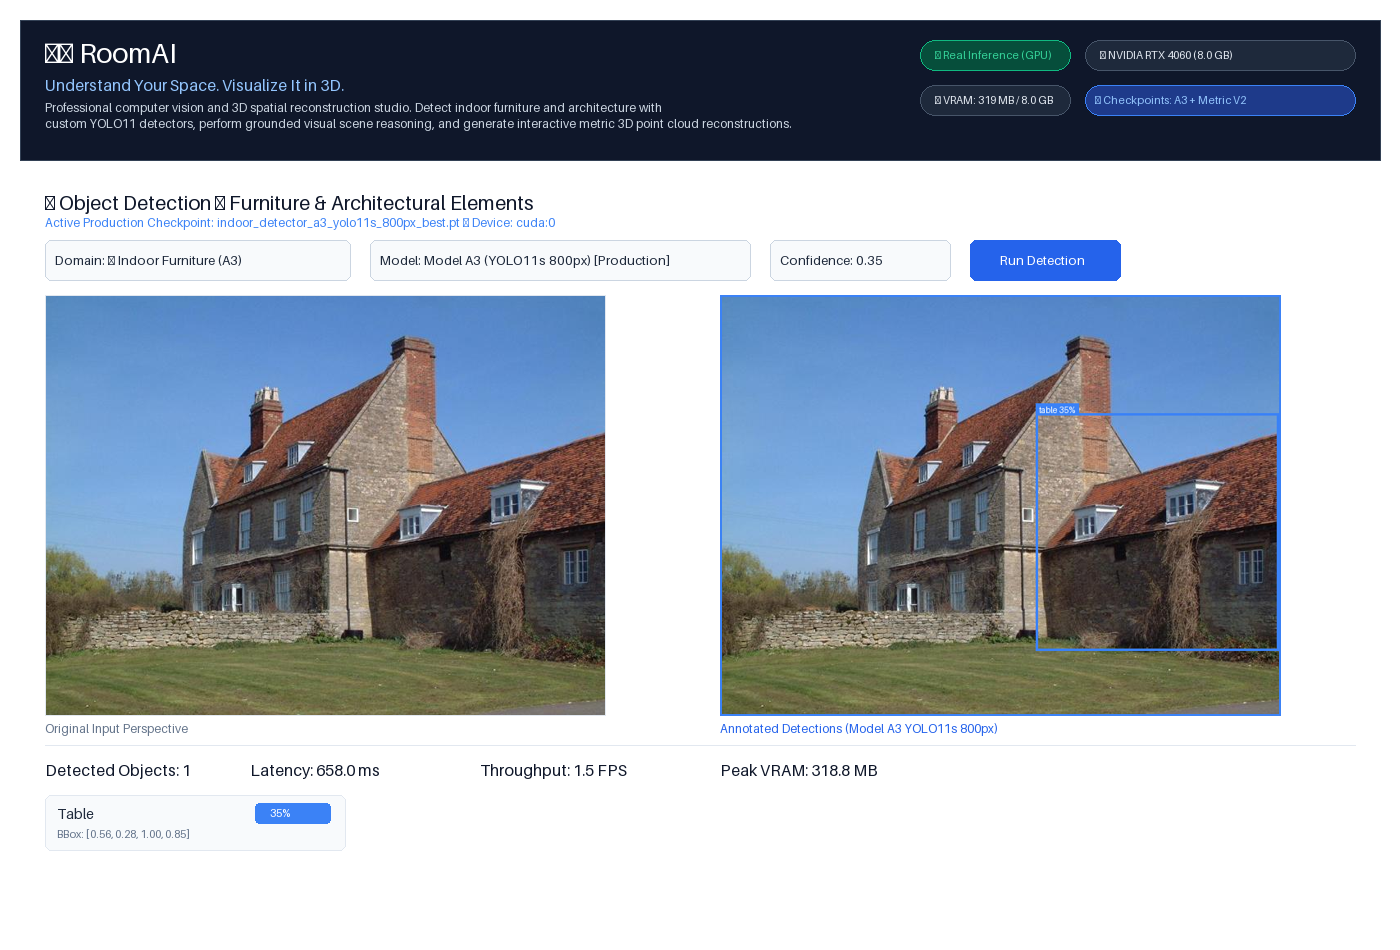 RoomAI
Understand Your Space. Visualize It in 3D.
Professional computer vision and 3D spatial reconstruction studio. Detect indoor furniture and architecture with
custom YOLO11 detectors, perform grounded visual scene reasoning, and generate interactive metric 3D point cloud reconstructions.
Real Inference (GPU)
NVIDIA RTX 4060 (8.0 GB)
VRAM: 319 MB / 8.0 GB
Checkpoints: A3 + Metric V2
Object Detection Furniture & Architectural Elements
Active Production Checkpoint: indoor_detector_a3_yolo11s_800px_best.pt Device: cuda:0
Domain: Indoor Furniture (A3)
Model: Model A3 (YOLO11s 800px) [Production]
Confidence: 0.35
Run Detection
table 35%
Original Input Perspective
Annotated Detections (Model A3 YOLO11s 800px)
Detected Objects: 1
Latency: 658.0 ms
Throughput: 1.5 FPS
Peak VRAM: 318.8 MB
Table
35%
BBox: [0.56, 0.28, 1.00, 0.85]